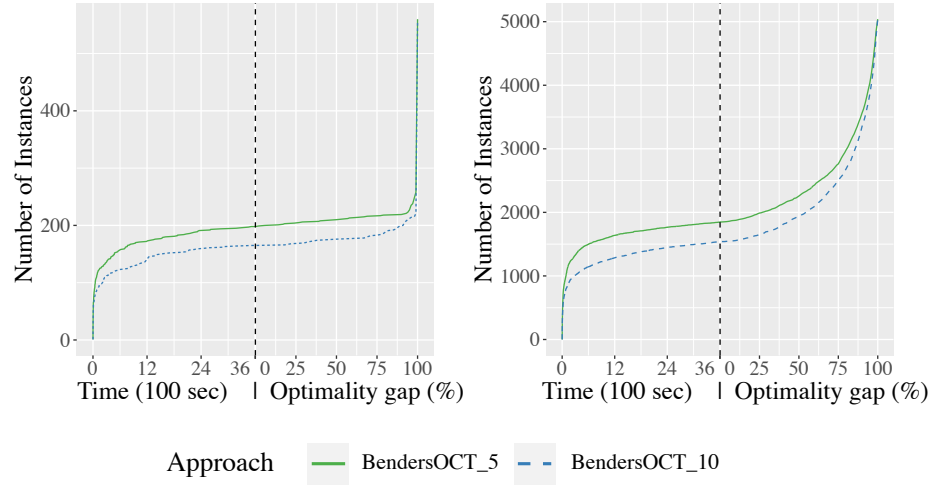 Number of Instances
400
200
0
0 12 24 36 0 25 50 75 100
Time (100 sec) | Optimality gap (%)
Number of Instances
5000
4000
3000
2000
1000
0
0 12 24 36 0 25 50 75 100
Time (100 sec) | Optimality gap (%)
Approach BendersOCT_5 BendersOCT_10